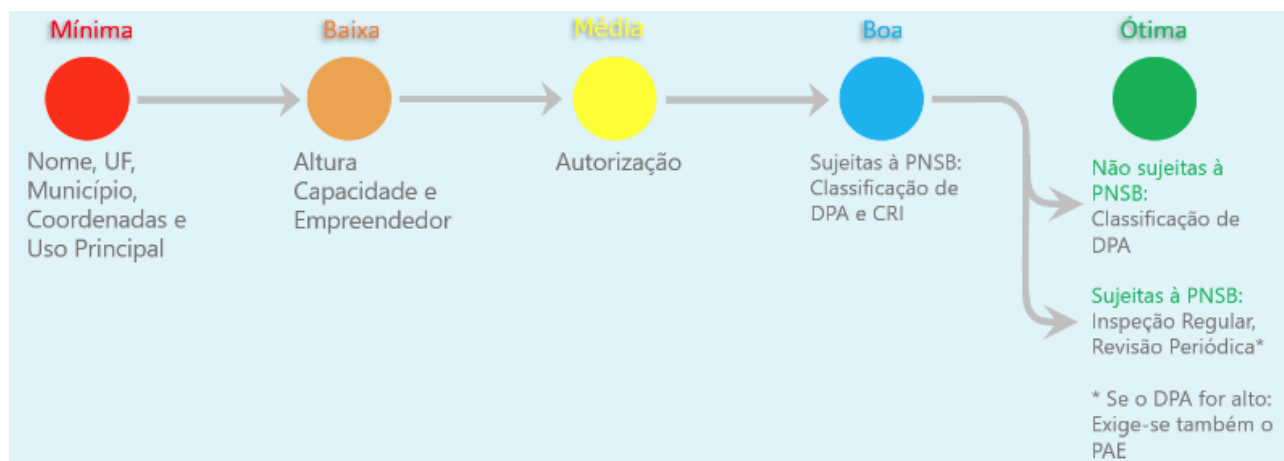 Mínima
Nome, UF,
Município,
Coordenadas e
Uso Principal
Baixa
Altura
Capacidade e
Empreendedor
Média
Autorização
Boa
Sujeitas à PNSB:
Classificação de
DPA e CRI
Ótima
Não sujeitas à
PNSB:
Classificação de
DPA
Sujeitas à PNSB:
Inspeção Regular,
Revisão Periódica*
* Se o DPA for alto:
Exige-se também o
PAE